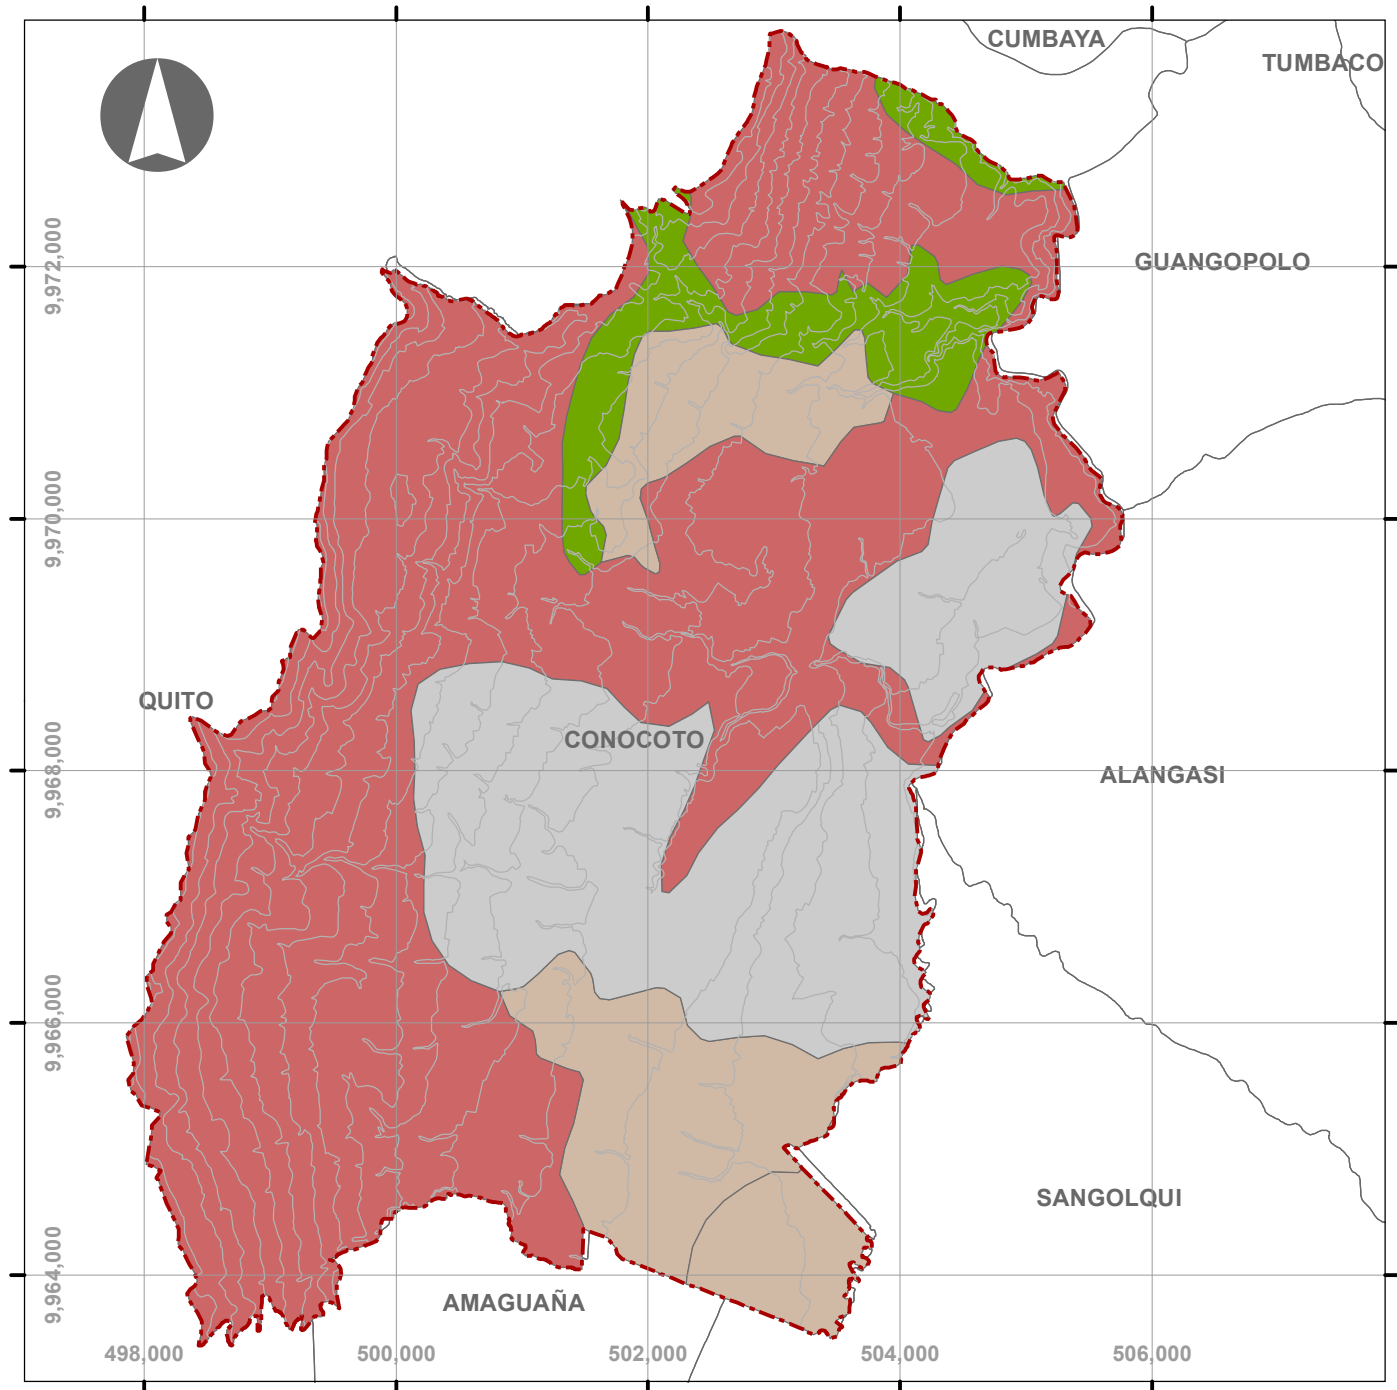 CUMBAYA
TUMBACO
GUANGOPOLO
9,972,000
9,970,000
QUITO
CONOCOTO
9,968,000
ALANGASI
9,966,000
SANGOLQUI
9,964,000
AMAGUAÑA
498,000
500,000
502,000
504,000
506,000